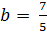 b = 7/5